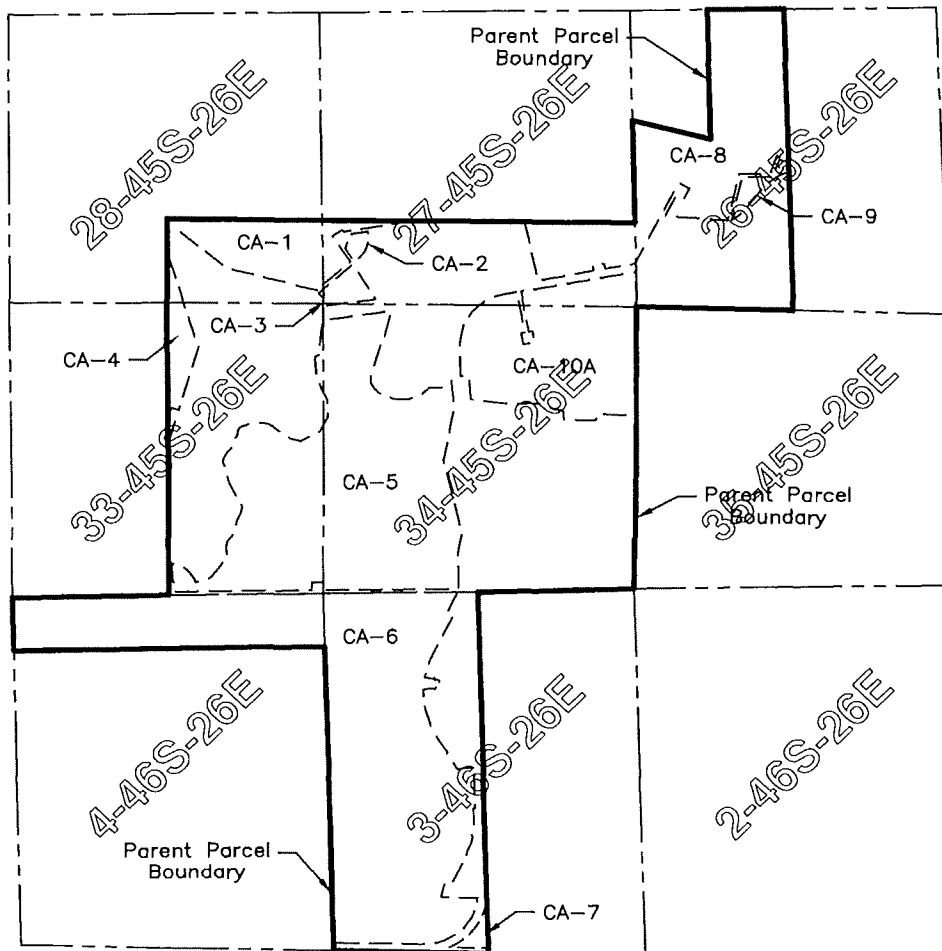 Parent Parcel
Boundary
28-45S-26E
27-45S-26E
26-45S-26E
CA-8
CA-9
CA-1
CA-2
CA-3
CA-4
CA-10A
33-45S-26E
34-45S-26E
35-45S-26E
CA-5
Parent Parcel
Boundary
CA-6
4-46S-26E
3-46S-26E
2-46S-26E
Parent Parcel
Boundary
CA-7